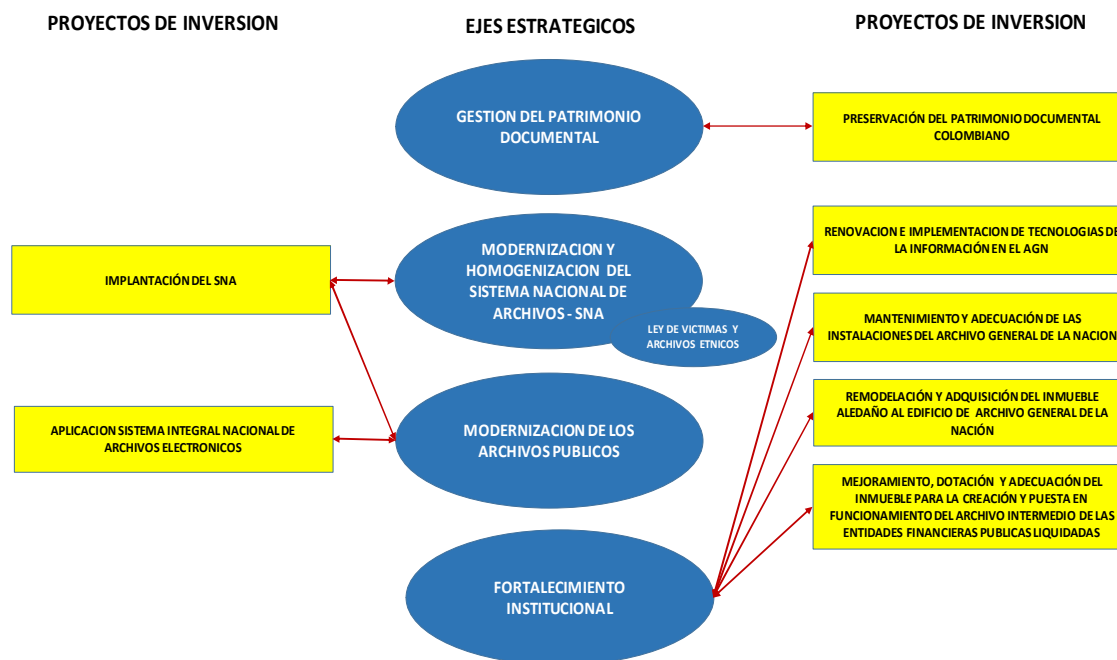 PROYECTOS DE INVERSION
EJES ESTRATEGICOS
PROYECTOS DE INVERSION
GESTION DEL PATRIMONIO
DOCUMENTAL
PRESERVACIÓN DEL PATRIMONIO DOCUMENTAL
COLOMBIANO
RENOVACION E IMPLEMENTACION DE TECNOLOGIAS DE
LA INFORMACIÓN EN EL AGN
IMPLANTACIÓN DEL SNA
MODERNIZACION Y
HOMOGENIZACION DEL
SISTEMA NACIONAL DE
ARCHIVOS - SNA
LEY DE VICTIMAS Y
ARCHIVOS ETNICOS
MANTENIMIENTO Y ADECUACIÓN DE LAS
INSTALACIONES DEL ARCHIVO GENERAL DE LA NACION
REMODELACIÓN Y ADQUISICIÓN DEL INMUEBLE
ALEDAÑO AL EDIFICIO DE ARCHIVO GENERAL DE LA
NACIÓN
APLICACION SISTEMA INTEGRAL NACIONAL DE
ARCHIVOS ELECTRONICOS
MODERNIZACION DE LOS
ARCHIVOS PUBLICOS
MEJORAMIENTO, DOTACIÓN Y ADECUACIÓN DEL
INMUEBLE PARA LA CREACIÓN Y PUESTA EN
FUNCIONAMIENTO DEL ARCHIVO INTERMEDIO DE LAS
ENTIDADES FINANCIERAS PUBLICAS LIQUIDADAS
FORTALECIMIENTO
INSTITUCIONAL